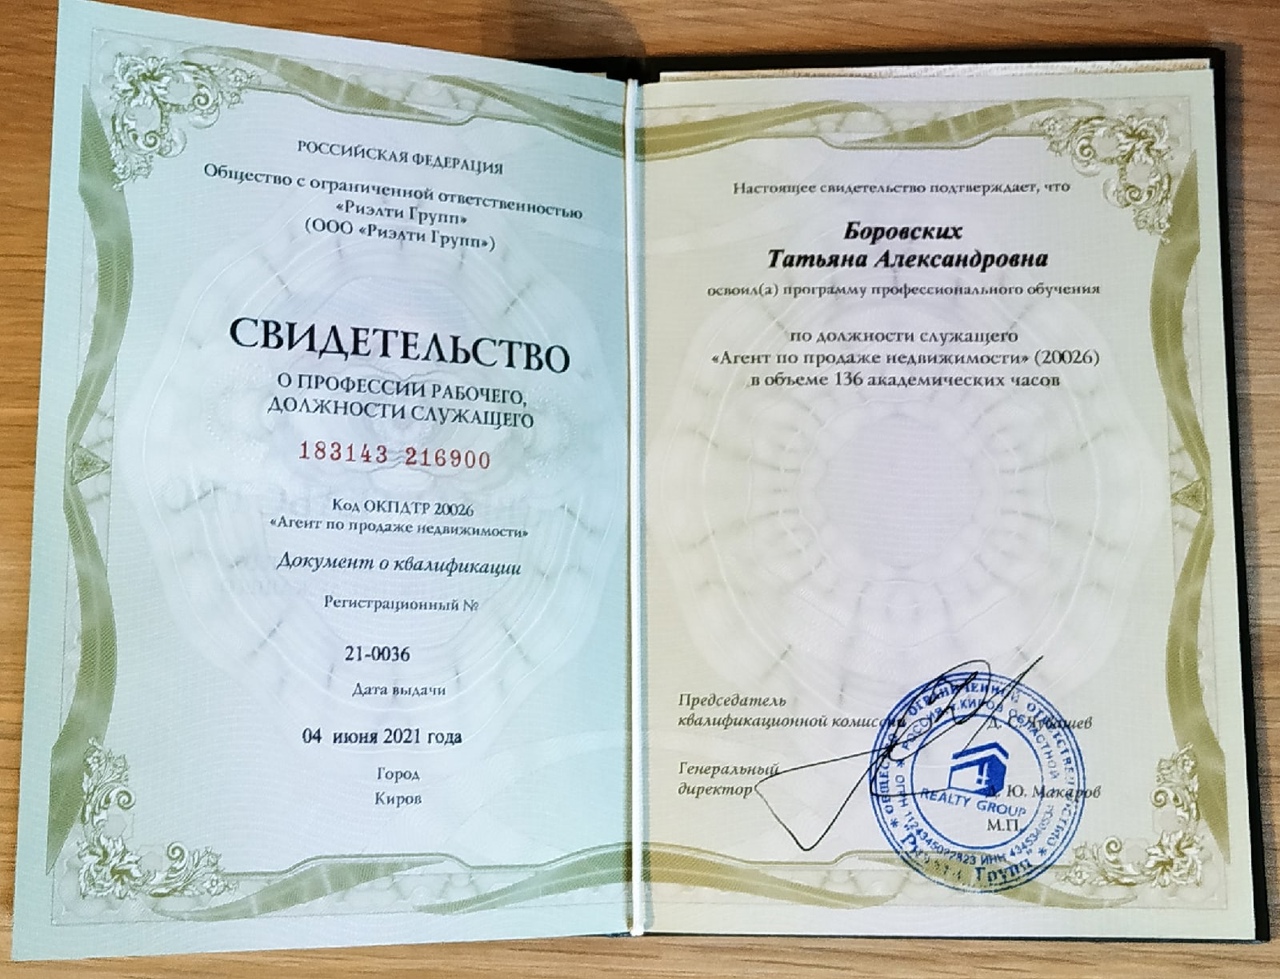 РОССИЙСКАЯ ФЕДЕРАЦИЯ
Общество с ограниченной ответственностью
«Риэлти Групп»
(ООО «Риэлти Групп»)
СВИДЕТЕЛЬСТВО
О ПРОФЕССИИ РАБОЧЕГО,
ДОЛЖНОСТИ СЛУЖАЩЕГО
183143 216900
Код ОКПДТР 20026
«Агент по продаже недвижимости»
Документ о квалификации
Регистрационный №
21-0036
Дата выдачи
04 июня 2021 года
Город
Киров
Настоящее свидетельство подтверждает, что
Боровских
Татьяна Александровна
освоил(а) программу профессионального обучения
по должности служащего
«Агент по продаже недвижимости» (20026)
в объеме 136 академических часов
Председатель
квалификационной комиссии
Генеральный
директор
Ю. Макаров
М.П.
REALTY GROUP